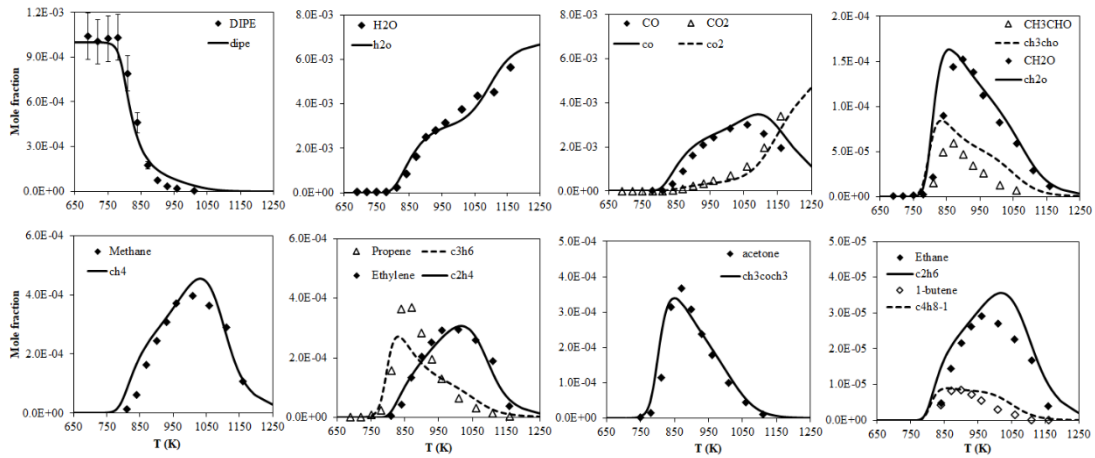 Mole fraction
1.2E-03
9.0E-04
6.0E-04
3.0E-04
0.0E+00
DIPE
dipe
650 750 850 950 1050 1150 1250
8.0E-03
6.0E-03
4.0E-03
2.0E-03
0.0E+00
H2O
h2o
650 750 850 950 1050 1150 1250
9.0E-03
6.0E-03
3.0E-03
0.0E+00
CO CO2
co co2
650 750 850 950 1050 1150 1250
2.0E-04
1.5E-04
1.0E-04
5.0E-05
0.0E+00
CH3CHO
ch3cho
CH2O
ch2o
650 750 850 950 1050 1150 1250
Mole fraction
6.0E-04
4.0E-04
2.0E-04
0.0E+00
Methane
ch4
650 750 850 950 1050 1150 1250
T (K)
6.0E-04
4.0E-04
2.0E-04
0.0E+00
Propene c3h6
Ethylene c2h4
650 750 850 950 1050 1150 1250
T (K)
5.0E-04
4.0E-04
3.0E-04
2.0E-04
1.0E-04
0.0E+00
acetone
ch3coch3
650 750 850 950 1050 1150 1250
T (K)
5.0E-05
4.0E-05
3.0E-05
2.0E-05
1.0E-05
0.0E+00
Ethane
c2h6
1-butene
c4h8-1
650 750 850 950 1050 1150 1250
T (K)